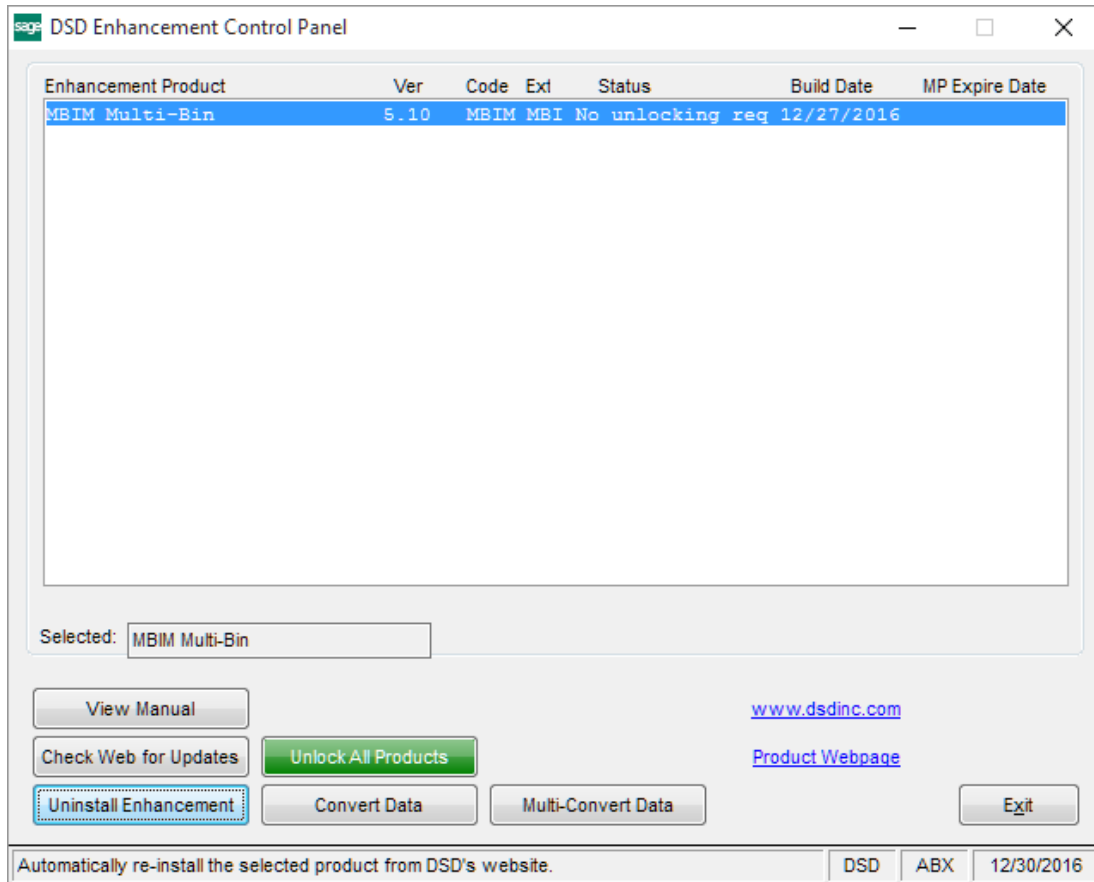 sage DSD Enhancement Control Panel
Enhancement Product Ver Code Ext Status Build Date MP Expire Date
MBIM Multi-Bin 5.10 MBIM MBI No unlocking req 12/27/2016
Selected: MBIM Multi-Bin
View Manual www.dsdinc.com
Check Web for Updates Unlock All Products Product Webpage
Uninstall Enhancement Convert Data Multi-Convert Data Exit
Automatically re-install the selected product from DSD's website. DSD ABX 12/30/2016